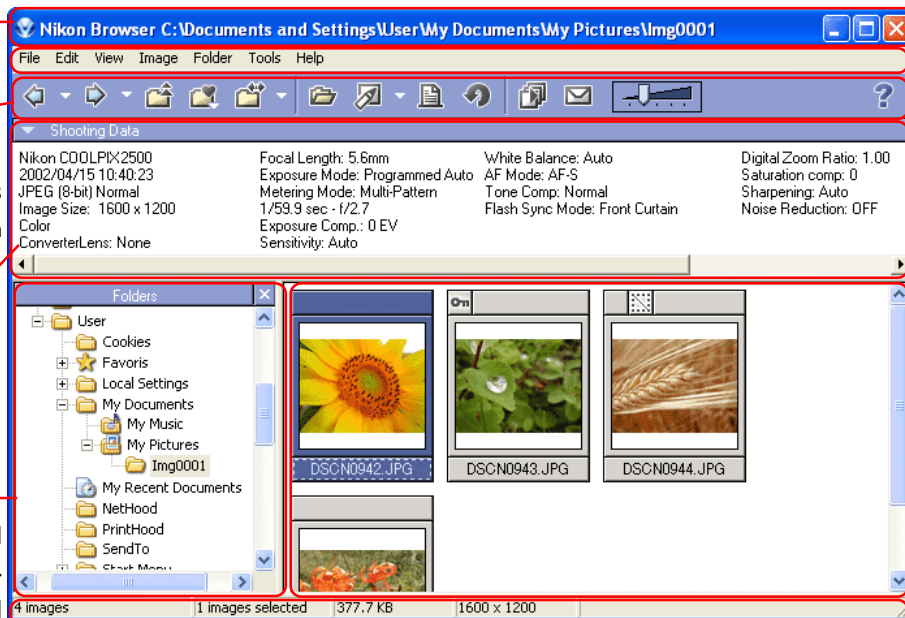 Nikon Browser C:\Documents and Settings\User\My Documents\My Pictures\Img0001
File Edit View Image Folder Tools Help
Shooting Data
Nikon COOLPIX2500 Focal Length: 5.6mm White Balance: Auto Digital Zoom Ratio: 1.00
2002/04/15 10:40:23 Exposure Mode: Programmed Auto AF Mode: AF-S Saturation comp: 0
JPEG (8-bit) Normal Metering Mode: Multi-Pattern Tone Comp: Normal Sharpening: Auto
Image Size: 1600 x 1200 1/59.9 sec - f/2.7 Flash Sync Mode: Front Curtain Noise Reduction: OFF
Color Exposure Comp.: 0 EV
ConverterLens: None Sensitivity: Auto
Folders
User
Cookies
Favoris
Local Settings
My Documents
My Music
My Pictures
Img0001
My Recent Documents
NetHood
PrintHood
SendTo
Start Menu
DSCN0942.JPG DSCN0943.JPG DSCN0944.JPG
4 images 1 images selected 377.7 KB 1600 x 1200